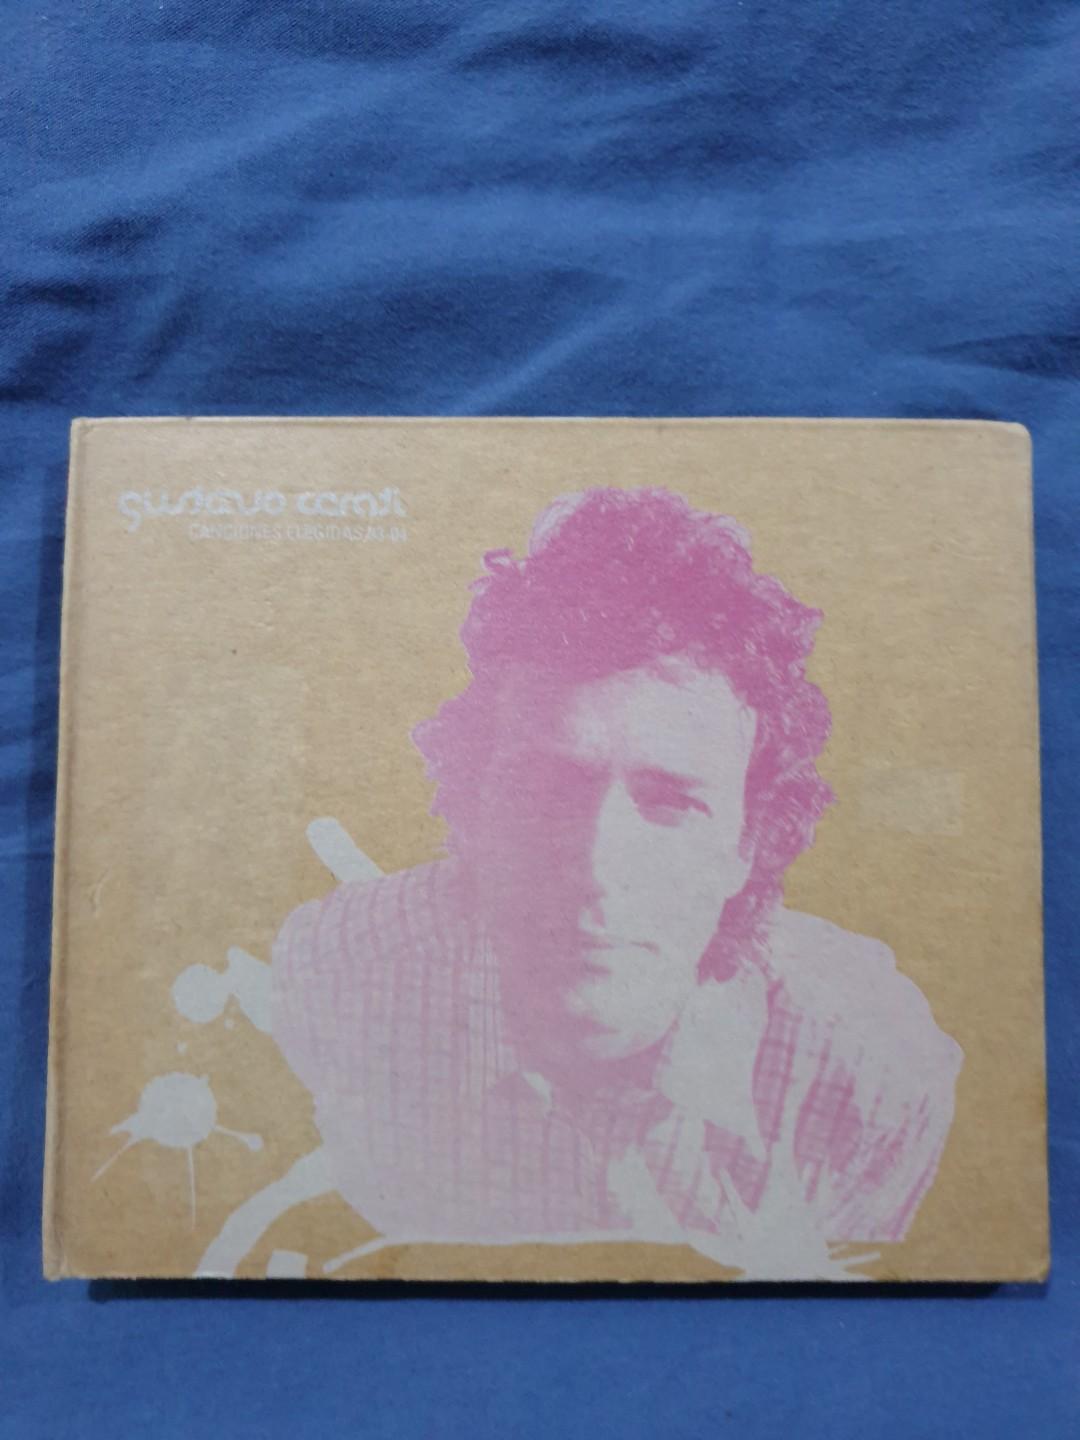 gustavo cerati
CANCIONES ELEGIDAS 93-04